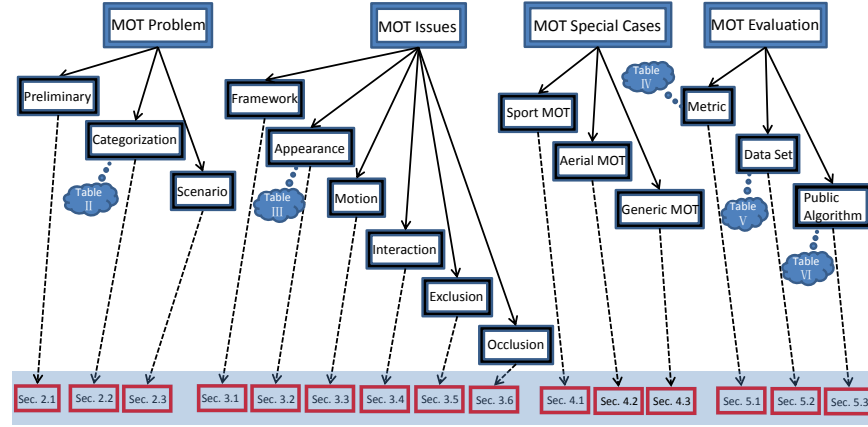 MOT Problem
MOT Issues
MOT Special Cases
MOT Evaluation
Preliminary
Categorization
Scenario
Table
II
Framework
Appearance
Motion
Interaction
Exclusion
Occlusion
Table
III
Sport MOT
Aerial MOT
Generic MOT
Table
IV
Metric
Data Set
Public
Algorithm
Table
V
Table
VI
Sec. 2.1
Sec. 2.2
Sec. 2.3
Sec. 3.1
Sec. 3.2
Sec. 3.3
Sec. 3.4
Sec. 3.5
Sec. 3.6
Sec. 4.1
Sec. 4.2
Sec. 4.3
Sec. 5.1
Sec. 5.2
Sec. 5.3